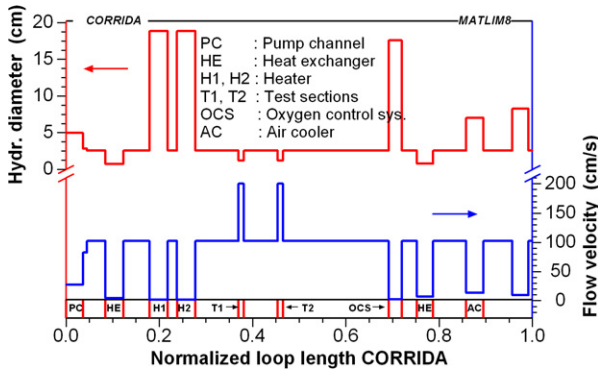 CORRIDA
MATLIM8
Hydr. diameter (cm)
20
15
10
5
0
PC : Pump channel
HE : Heat exchanger
H1, H2 : Heater
T1, T2 : Test sections
OCS : Oxygen control sys.
AC : Air cooler
200
150
100
50
0
Flow velocity (cm/s)
PC HE H1 H2 T1 T2 OCS HE AC
0.0 0.2 0.4 0.6 0.8 1.0
Normalized loop length CORRIDA